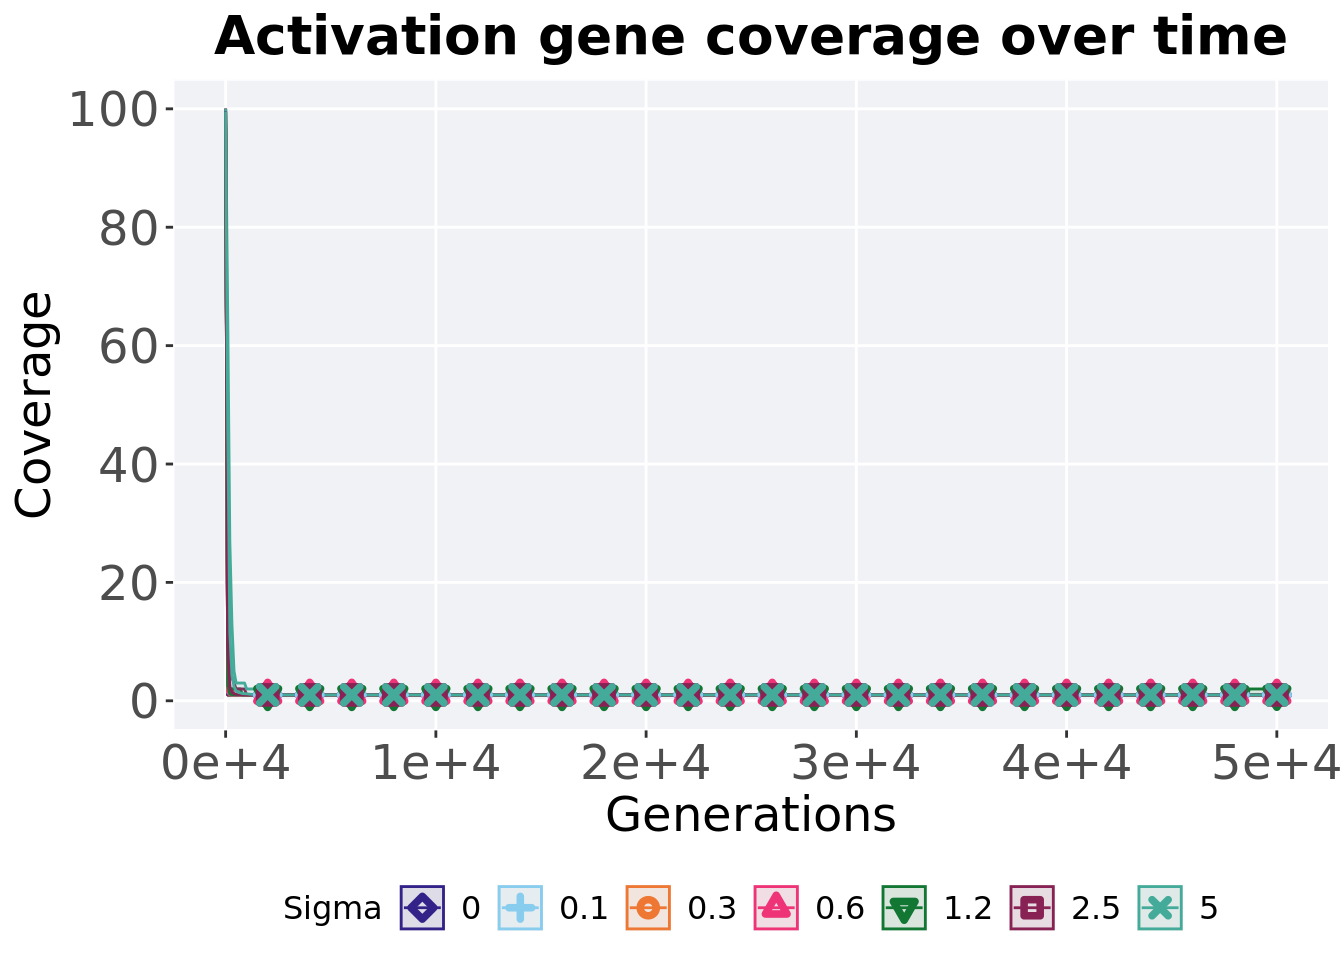 Activation gene coverage over time
Coverage
100
80
60
40
20
0
0e+4 1e+4 2e+4 3e+4 4e+4 5e+4
Generations
Sigma 0 0.1 0.3 0.6 1.2 2.5 5